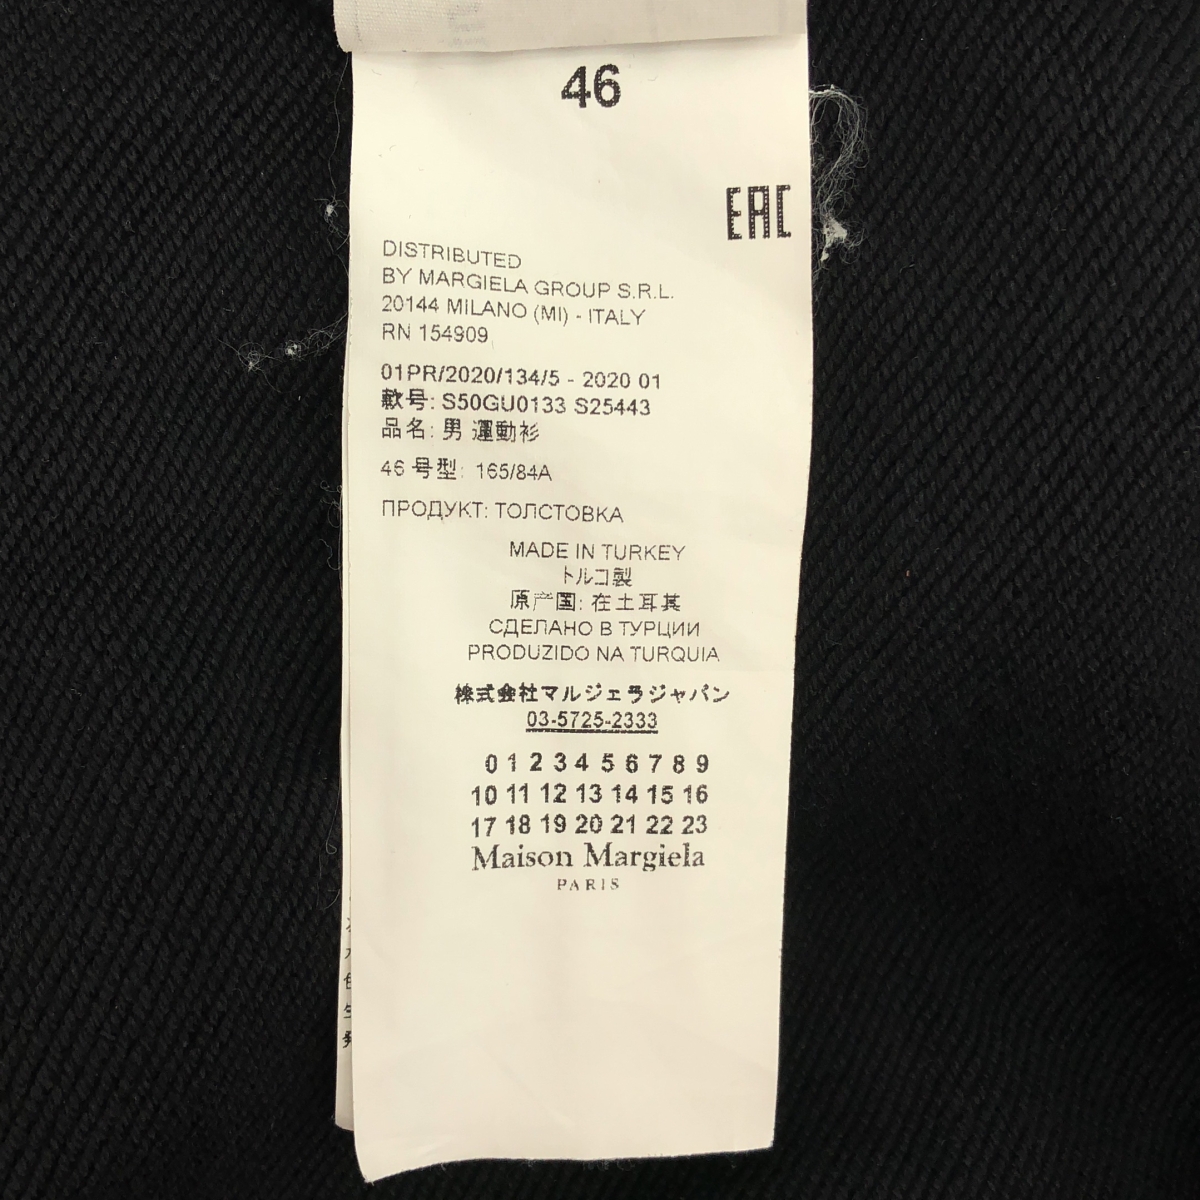 46
EAC
DISTRIBUTED
BY MARGIELA GROUP S.R.L.
20144 MILANO (MI) - ITALY
RN 154909
01PR/2020/134/5 - 2020 01
款号: S50GU0133 S25443
品名: 男 運動衫
46 号型: 165/84A
ПРОДУКТ: ТОЛСТОВКА
MADE IN TURKEY
トルコ製
原产国: 在土耳其
СДЕЛАНО В ТУРЦИИ
PRODUZIDO NA TURQUIA
株式会社マルジェラジャパン
03-5725-2333
0 1 2 3 4 5 6 7 8 9
10 11 12 13 14 15 16
17 18 19 20 21 22 23
Maison Margiela
PARIS